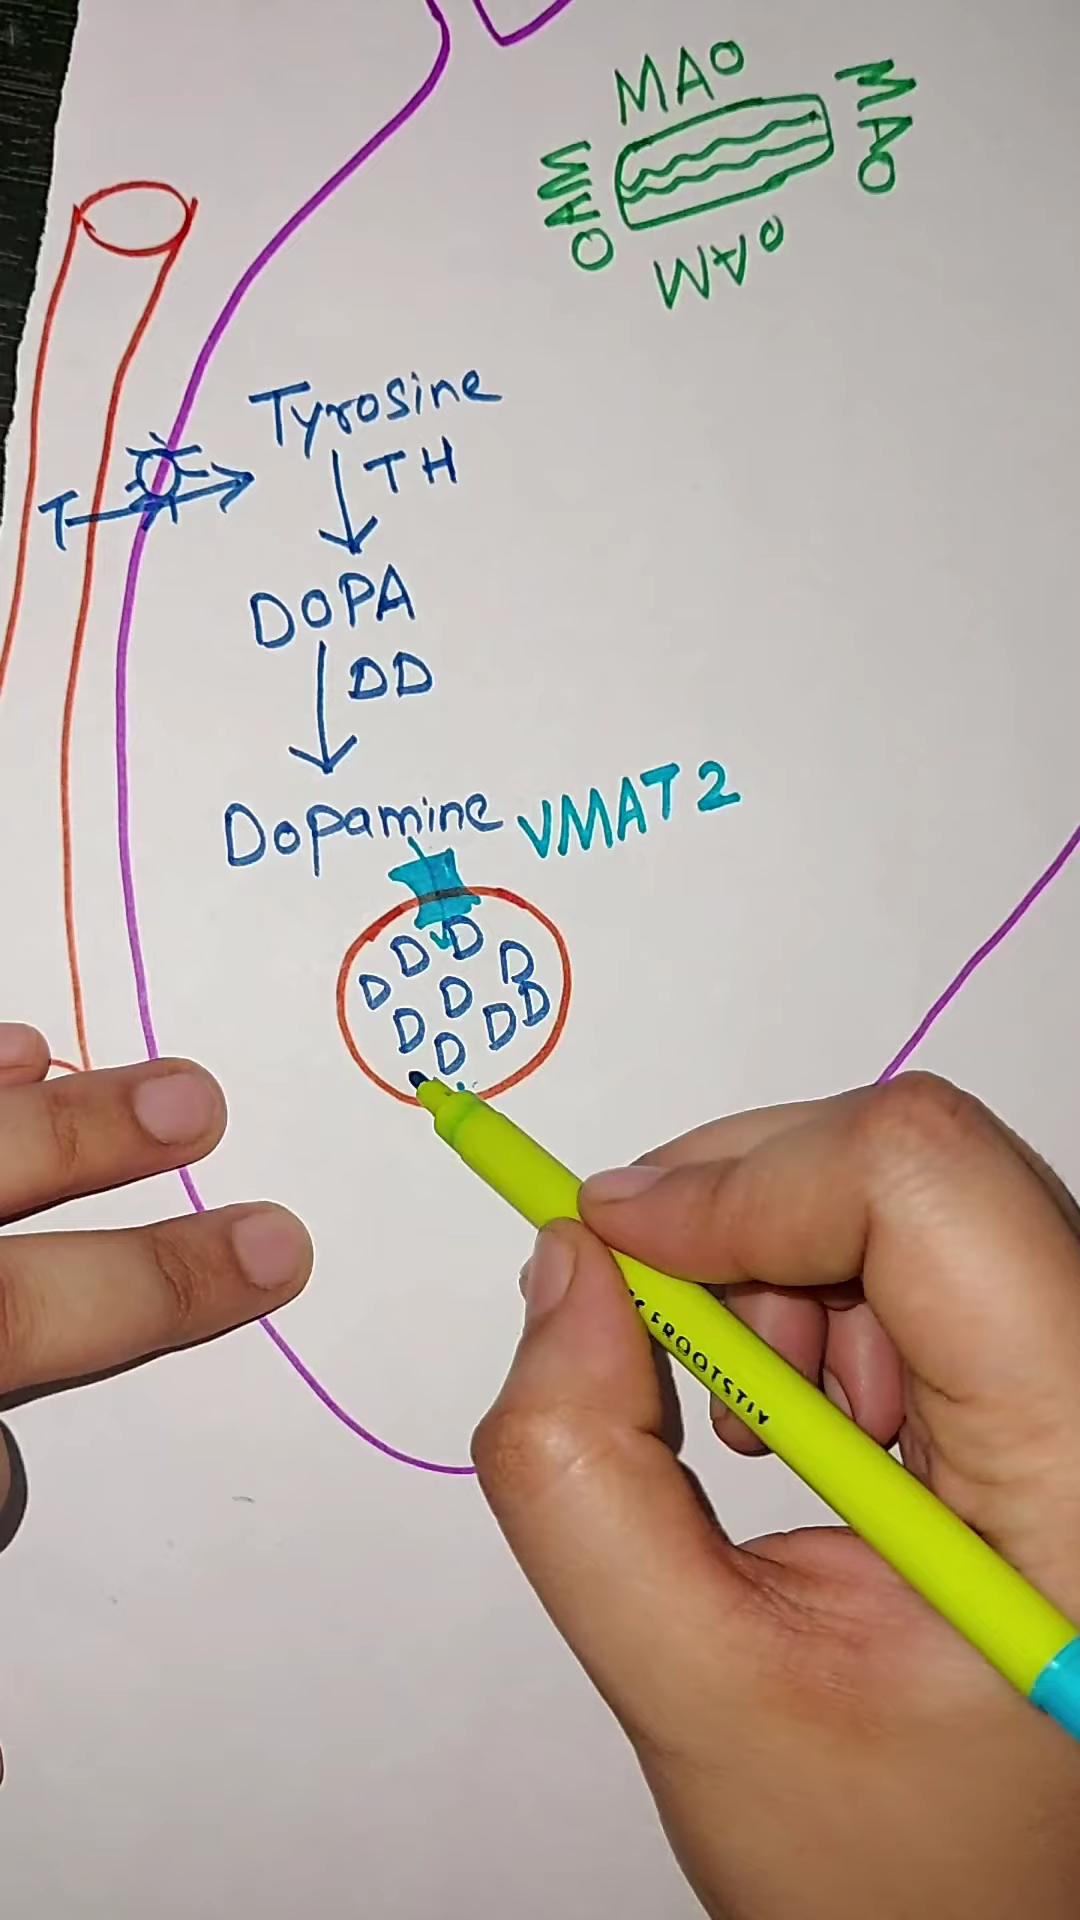 MAO
MAO
MAO
MAO
Tyrosine
TH
T
DOPA
DD
Dopamine
VMAT2
D D D D D D D D D